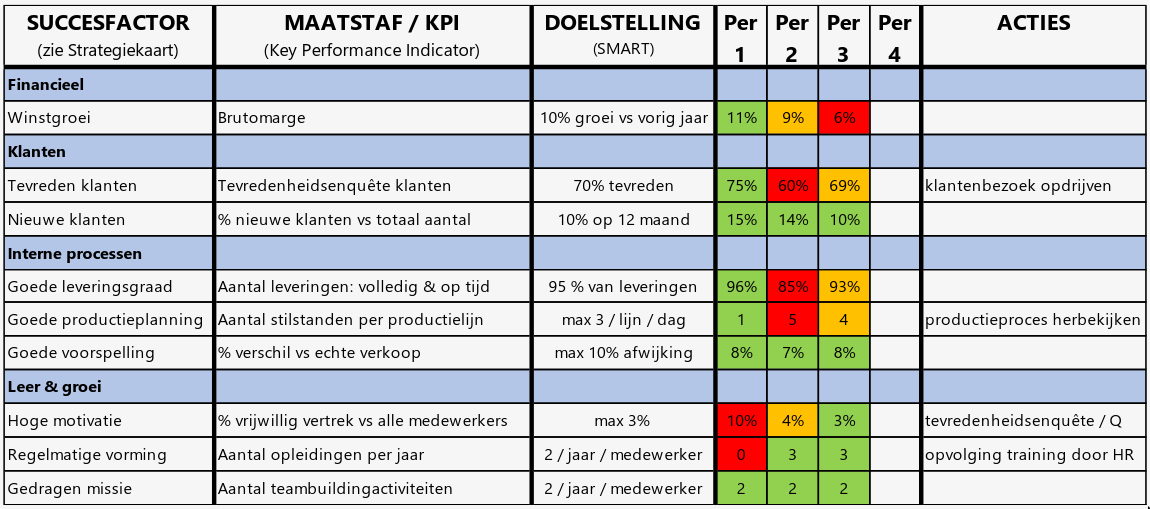 SUCCESFACTOR MAATSTAF / KPI DOELSTELLING Per Per Per Per ACTIES
(zie Strategiekaart) (Key Performance Indicator) (SMART) 1 2 3 4
Financieel
Winstgroei Brutomarge 10% groei vs vorig jaar 11% 9% 6%
Klanten
Tevreden klanten Tevredenheidsenquête klanten 70% tevreden 75% 60% 69% klantenbezoek opdrijven
Nieuwe klanten % nieuwe klanten vs totaal aantal 10% op 12 maand 15% 14% 10%
Interne processen
Goede leveringsgraad Aantal leveringen: volledig & op tijd 95 % van leveringen 96% 85% 93%
Goede productieplanning Aantal stilstanden per productielijn max 3 / lijn / dag 1 5 4 productieproces herbekijken
Goede voorspelling % verschil vs echte verkoop max 10% afwijking 8% 7% 8%
Leer & groei
Hoge motivatie % vrijwillig vertrek vs alle medewerkers max 3% 10% 4% 3% tevredenheidsenquête / Q
Regelmatige vorming Aantal opleidingen per jaar 2 / jaar / medewerker 0 3 3 opvolging training door HR
Gedragen missie Aantal teambuildingactiviteiten 2 / jaar / medewerker 2 2 2